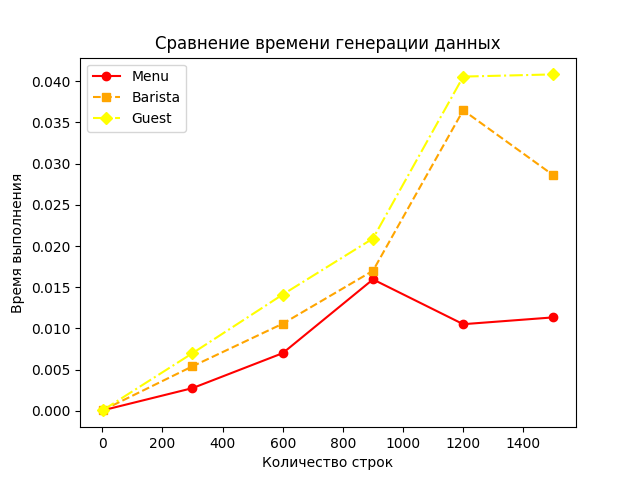 Сравнение времени генерации данных
Menu
Barista
Guest
0.040
0.035
0.030
0.025
0.020
0.015
0.010
0.005
0.000
Время выполнения
0 200 400 600 800 1000 1200 1400
Количество строк